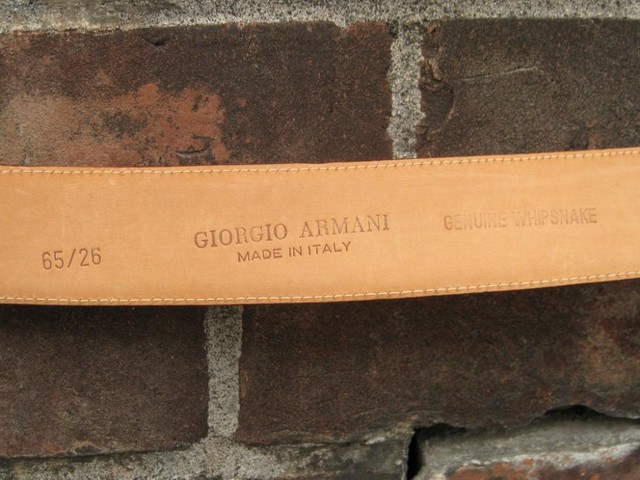 65/26
GIORGIO ARMANI
MADE IN ITALY
GENUINE WHIPSNAKE